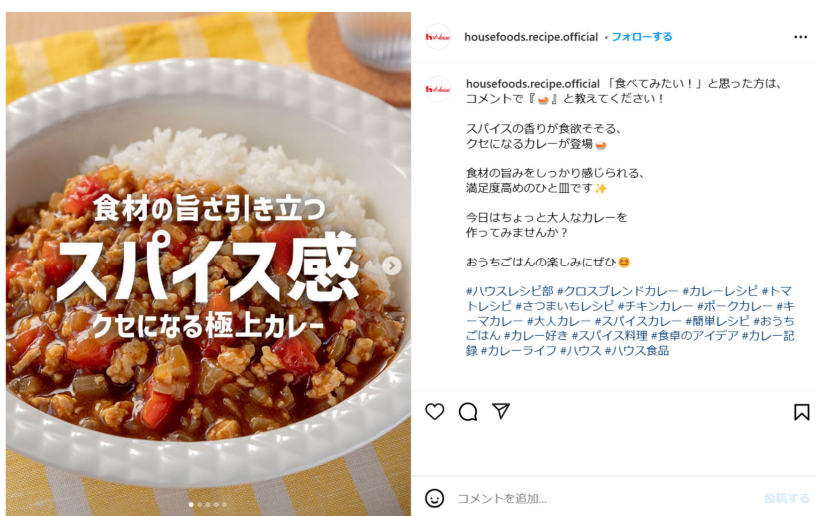 食材の旨さ引き立つ
スパイス感
クセになる極上カレー
housefoods.recipe.official ・フォローする
housefoods.recipe.official 「食べてみたい！」と思った方は、
コメントで『🍛』と教えてください！
スパイスの香りが食欲そそる、
クセになるカレーが登場🍛
食材の旨みをしっかり感じられる、
満足度高めのひと皿です✨
今日はちょっと大人なカレーを
作ってみませんか？
おうちごはんの楽しみにぜひ😆
#ハウスレシピ部 #クロスブレンドカレー #カレーレシピ #トマ
トレシピ #さつまいもレシピ #チキンカレー #ポークカレー #キ
ーマカレー #大人カレー #スパイスカレー #簡単レシピ #おうち
ごはん #カレー好き #スパイス料理 #食卓のアイデア #カレー記
録 #カレーライフ #ハウス #ハウス食品
コメントを追加...
投稿する